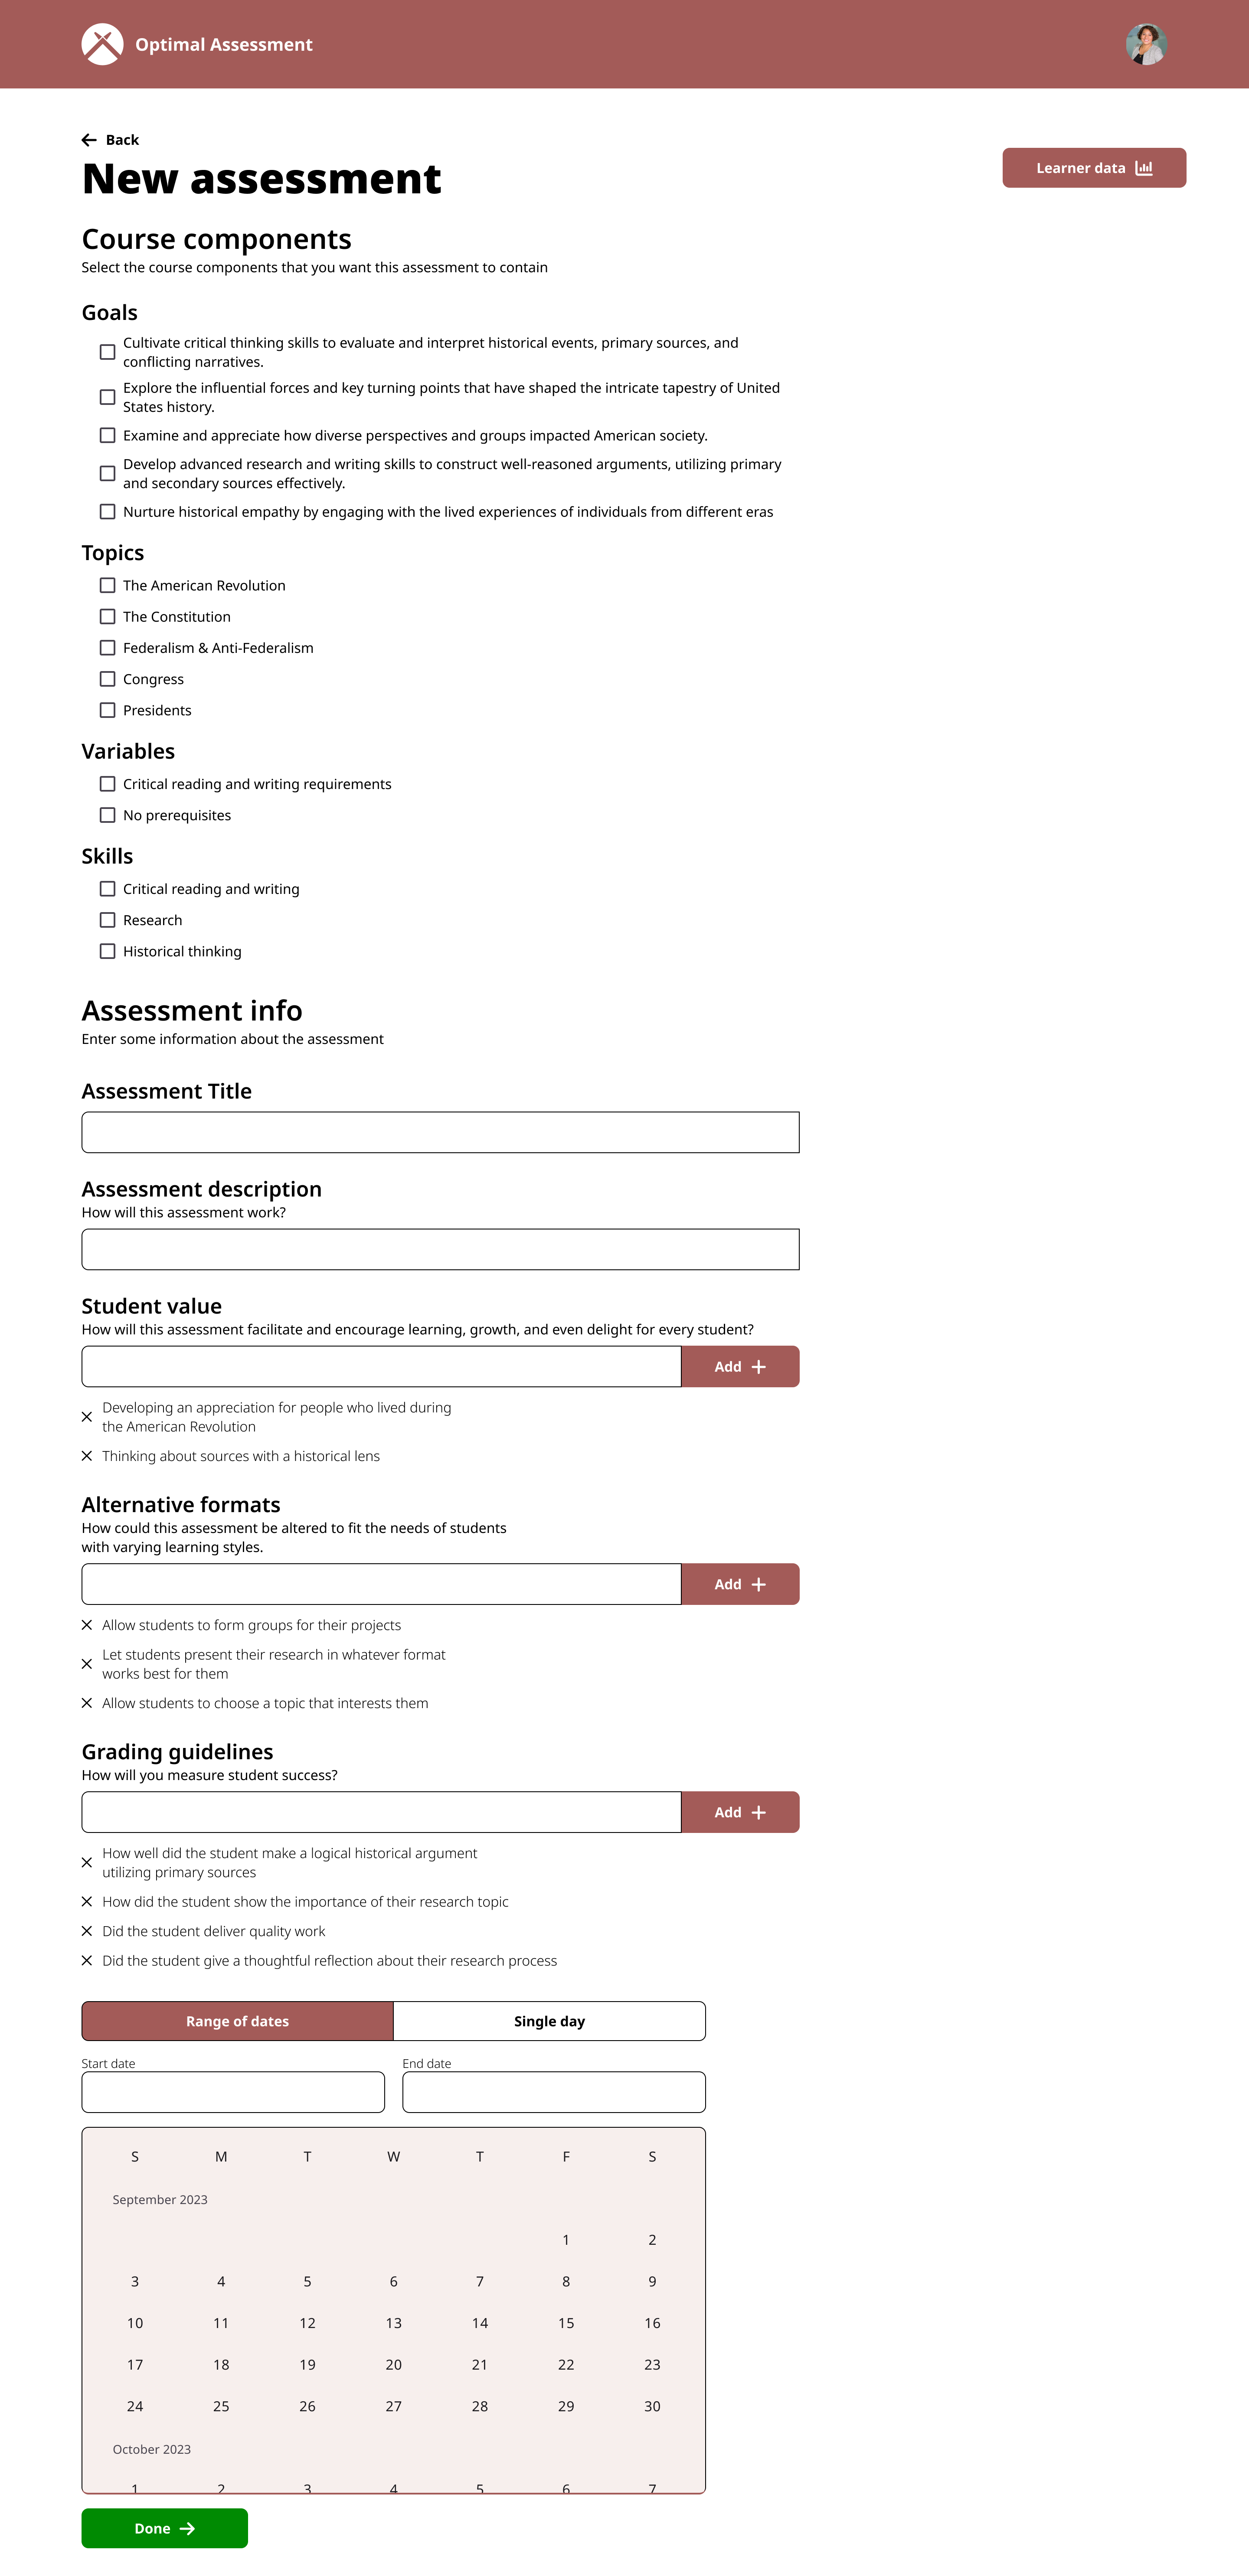 Optimal Assessment
Back
New assessment
Learner data
Course components
Select the course components that you want this assessment to contain
Goals
Cultivate critical thinking skills to evaluate and interpret historical events, primary sources, and
conflicting narratives.
Explore the influential forces and key turning points that have shaped the intricate tapestry of United
States history.
Examine and appreciate how diverse perspectives and groups impacted American society.
Develop advanced research and writing skills to construct well-reasoned arguments, utilizing primary
and secondary sources effectively.
Nurture historical empathy by engaging with the lived experiences of individuals from different eras
Topics
The American Revolution
The Constitution
Federalism & Anti-Federalism
Congress
Presidents
Variables
Critical reading and writing requirements
No prerequisites
Skills
Critical reading and writing
Research
Historical thinking
Assessment info
Enter some information about the assessment
Assessment Title
Assessment description
How will this assessment work?
Student value
How will this assessment facilitate and encourage learning, growth, and even delight for every student?
Add
Developing an appreciation for people who lived during
the American Revolution
Thinking about sources with a historical lens
Alternative formats
How could this assessment be altered to fit the needs of students
with varying learning styles.
Add
Allow students to form groups for their projects
Let students present their research in whatever format
works best for them
Allow students to choose a topic that interests them
Grading guidelines
How will you measure student success?
Add
How well did the student make a logical historical argument
utilizing primary sources
How did the student show the importance of their research topic
Did the student deliver quality work
Did the student give a thoughtful reflection about their research process
Range of dates Single day
Start date End date
S M T W T F S
September 2023
1 2
3 4 5 6 7 8 9
10 11 12 13 14 15 16
17 18 19 20 21 22 23
24 25 26 27 28 29 30
October 2023
1 2 3 4 5 6 7
Done